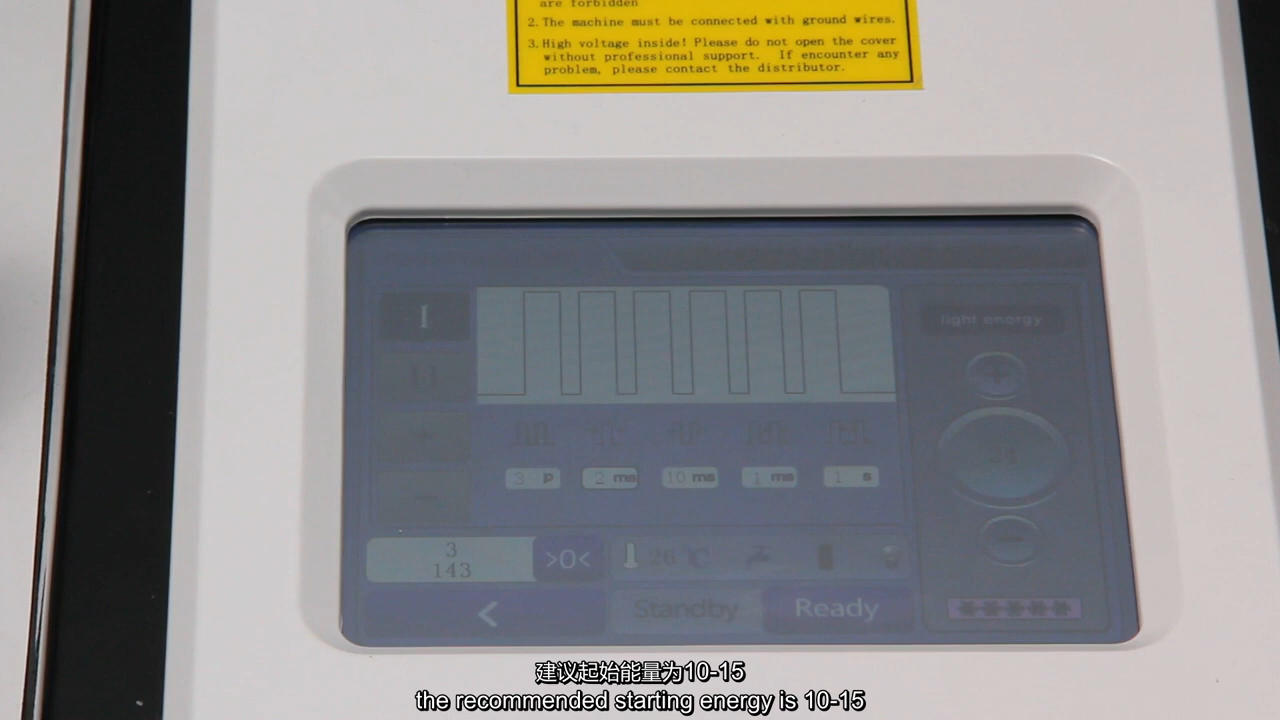 are forbidden
2. The machine must be connected with ground wires.
3. High voltage inside! Please do not open the cover
without professional support. If encounter any
problem, please contact the distributor.
I
light energy
3 p
2 ms
10 ms
1 ms
1 s
3
143
>0<
26 ℃
Standby
Ready
建议起始能量为10-15
the recommended starting energy is 10-15